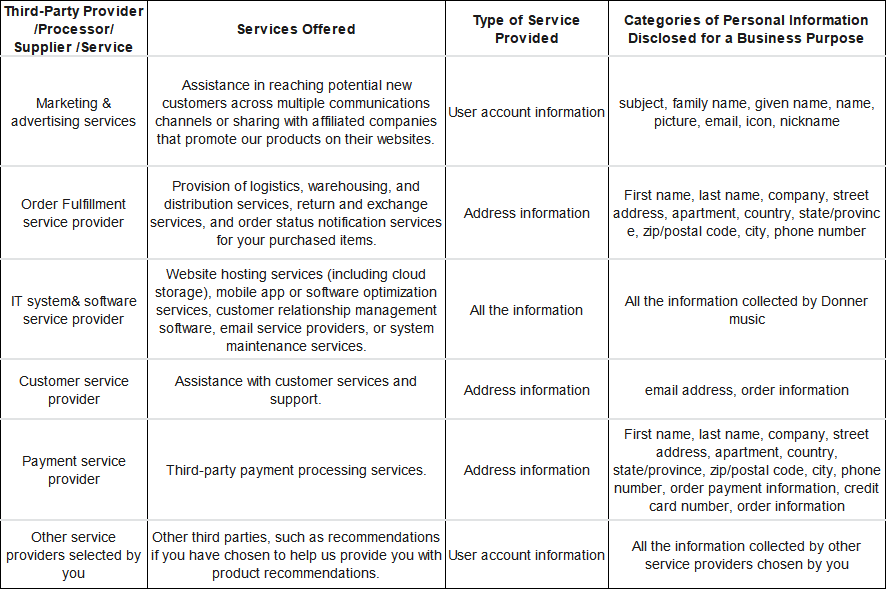 Third-Party Provider
/Processor/
Supplier /Service
Services Offered
Type of Service
Provided
Categories of Personal Information
Disclosed for a Business Purpose
Marketing &
advertising services
Assistance in reaching potential new
customers across multiple communications
channels or sharing with affiliated companies
that promote our products on their websites.
User account information
subject, family name, given name, name,
picture, email, icon, nickname
Order Fulfillment
service provider
Provision of logistics, warehousing, and
distribution services, return and exchange
services, and order status notification services
for your purchased items.
Address information
First name, last name, company, street
address, apartment, country, state/provinc
e, zip/postal code, city, phone number
IT system& software
service provider
Website hosting services (including cloud
storage), mobile app or software optimization
services, customer relationship management
software, email service providers, or system
maintenance services.
All the information
All the information collected by Donner
music
Customer service
provider
Assistance with customer services and
support.
Address information
email address, order information
Payment service
provider
Third-party payment processing services.
Address information
First name, last name, company, street
address, apartment, country,
state/province, zip/postal code, city, phone
number, order payment information, credit
card number, order information
Other service
providers selected by
you
Other third parties, such as recommendations
if you have chosen to help us provide you with
product recommendations.
User account information
All the information collected by other
service providers chosen by you